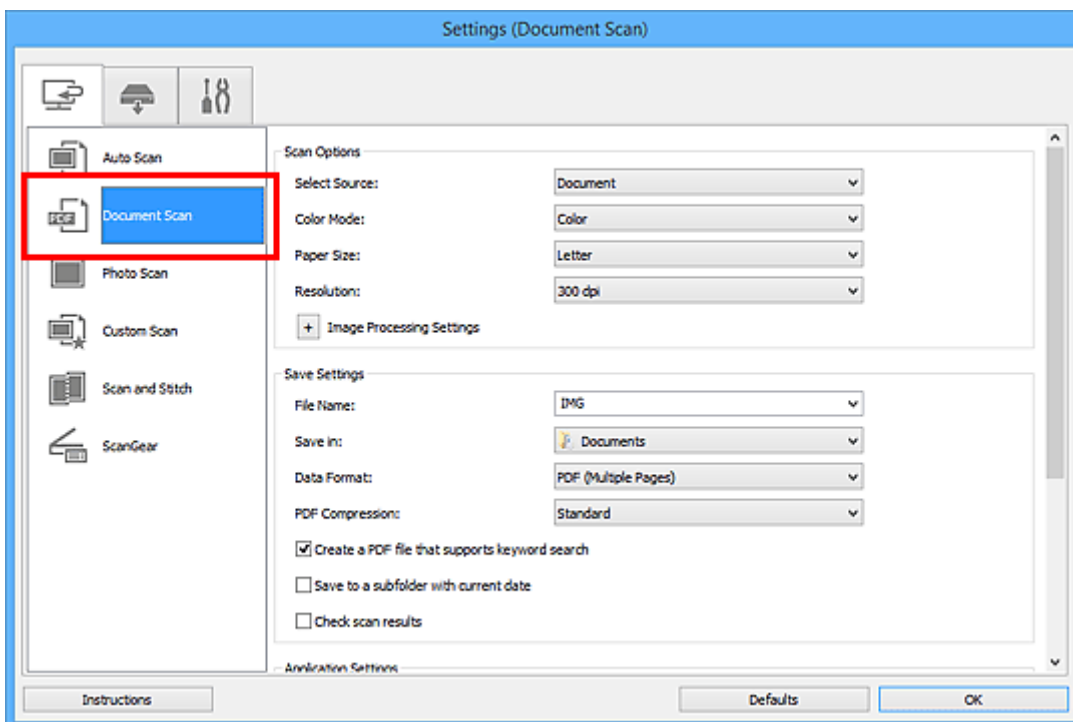 Settings (Document Scan)
Auto Scan
PDF
Document Scan
Photo Scan
Custom Scan
Scan and Stitch
ScanGear
Scan Options
Select Source: Document
Color Mode: Color
Paper Size: Letter
Resolution: 300 dpi
+ Image Processing Settings
Save Settings
File Name: IMG
Save in: Documents
Data Format: PDF (Multiple Pages)
PDF Compression: Standard
Create a PDF file that supports keyword search
Save to a subfolder with current date
Check scan results
Application Settings
Instructions Defaults OK